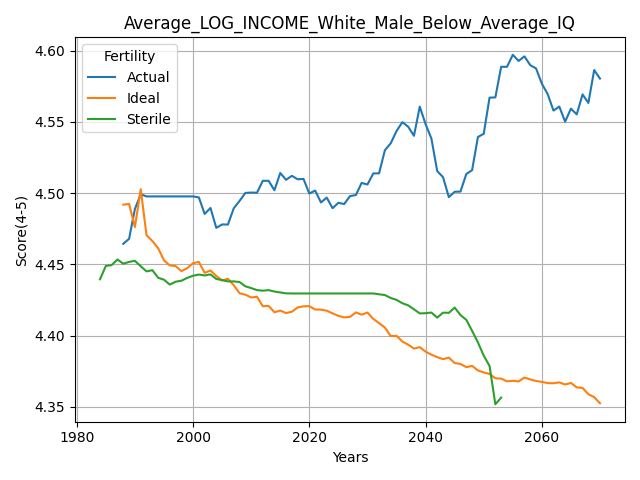 Average_LOG_INCOME_White_Male_Below_Average_IQ
Fertility
Actual
Ideal
Sterile
Score(4-5)
4.60
4.55
4.50
4.45
4.40
4.35
1980
2000
2020
2040
2060
Years